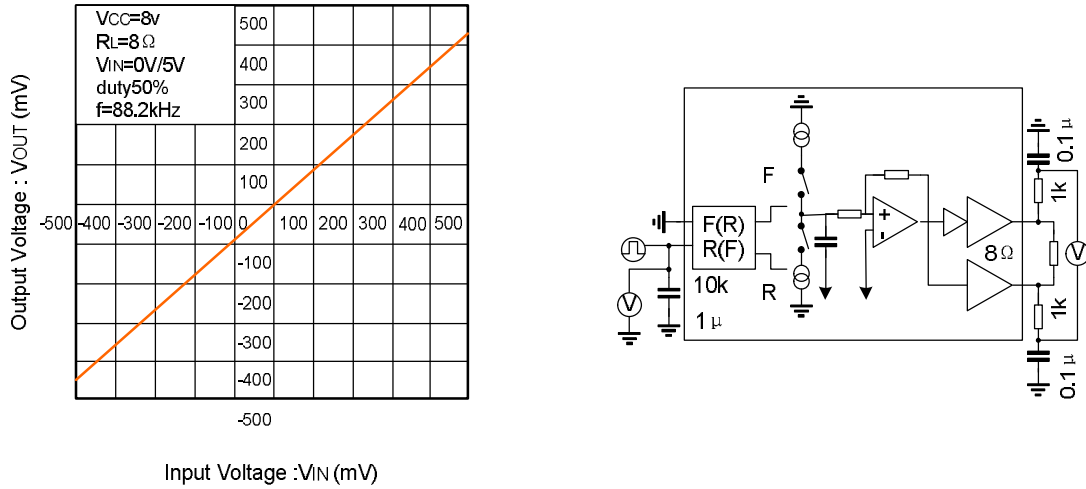 VCC=8v
RL=8Ω
VIN=0V/5V
duty50%
f=88.2kHz
500
400
300
200
100
-500 -400 -300 -200 -100 0 100 200 300 400 500
-100
-200
-300
-400
-500
Output Voltage : VOUT (mV)
Input Voltage :VIN (mV)
F
F(R)
R(F)
R
10k
1μ
+
-
8Ω
0.1μ
1k
V
V
1k
0.1μ